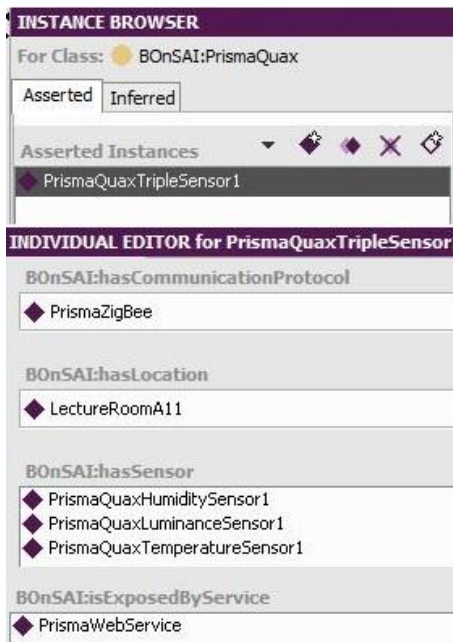 INSTANCE BROWSER
For Class: BOnSAI:PrismaQuax
Asserted Inferred
Asserted Instances
PrismaQuaxTripleSensor1
INDIVIDUAL EDITOR for PrismaQuaxTripleSensor
BOnSAI:hasCommunicationProtocol
PrismaZigBee
BOnSAI:hasLocation
LectureRoomA11
BOnSAI:hasSensor
PrismaQuaxHumiditySensor1
PrismaQuaxLuminanceSensor1
PrismaQuaxTemperatureSensor1
BOnSAI:isExposedByService
PrismaWebService